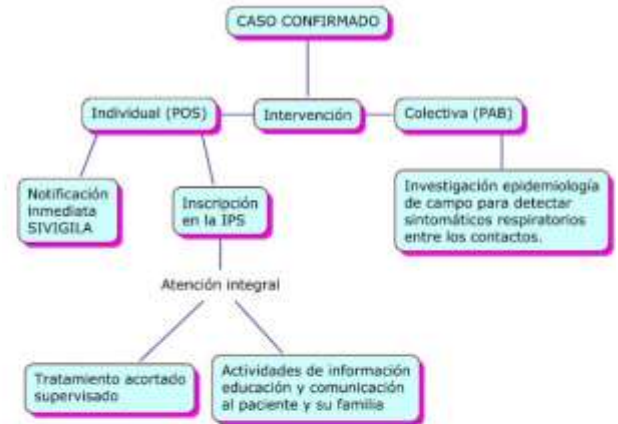 CASO CONFIRMADO
Individual (POS)
Intervención
Colectiva (PAB)
Notificación
inmediata
SIVIGILA
Inscripción
en la IPS
Investigación epidemiología
de campo para detectar
sintomáticos respiratorios
entre los contactos.
Atención integral
Tratamiento acortado
supervisado
Actividades de información
educación y comunicación
al paciente y su familia